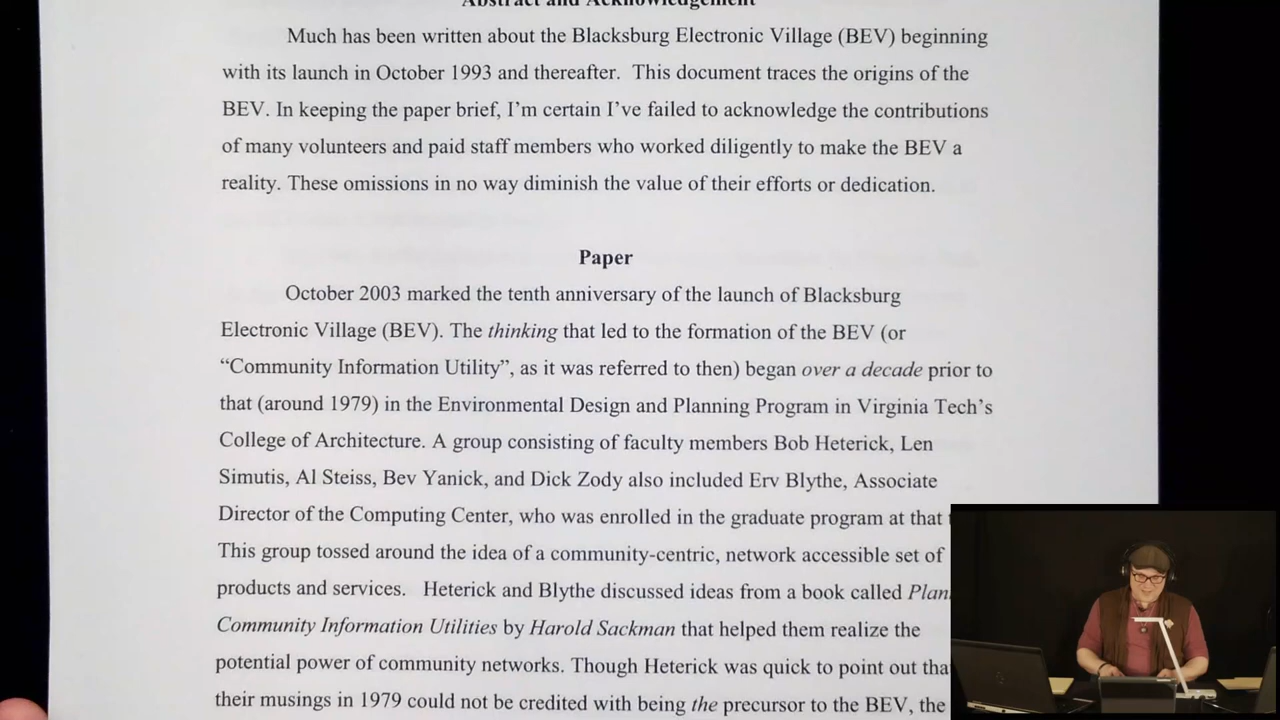 Abstract and Acknowledgement
Much has been written about the Blacksburg Electronic Village (BEV) beginning
with its launch in October 1993 and thereafter.  This document traces the origins of the
BEV. In keeping the paper brief, I’m certain I’ve failed to acknowledge the contributions
of many volunteers and paid staff members who worked diligently to make the BEV a
reality. These omissions in no way diminish the value of their efforts or dedication.
Paper
October 2003 marked the tenth anniversary of the launch of Blacksburg
Electronic Village (BEV). The thinking that led to the formation of the BEV (or
“Community Information Utility”, as it was referred to then) began over a decade prior to
that (around 1979) in the Environmental Design and Planning Program in Virginia Tech’s
College of Architecture. A group consisting of faculty members Bob Heterick, Len
Simutis, Al Steiss, Bev Yanick, and Dick Zody also included Erv Blythe, Associate
Director of the Computing Center, who was enrolled in the graduate program at that
This group tossed around the idea of a community-centric, network accessible set of
products and services.   Heterick and Blythe discussed ideas from a book called
Community Information Utilities by Harold Sackman that helped them realize the
potential power of community networks. Though Heterick was quick to point out
their musings in 1979 could not be credited with being the precursor to the BEV, the